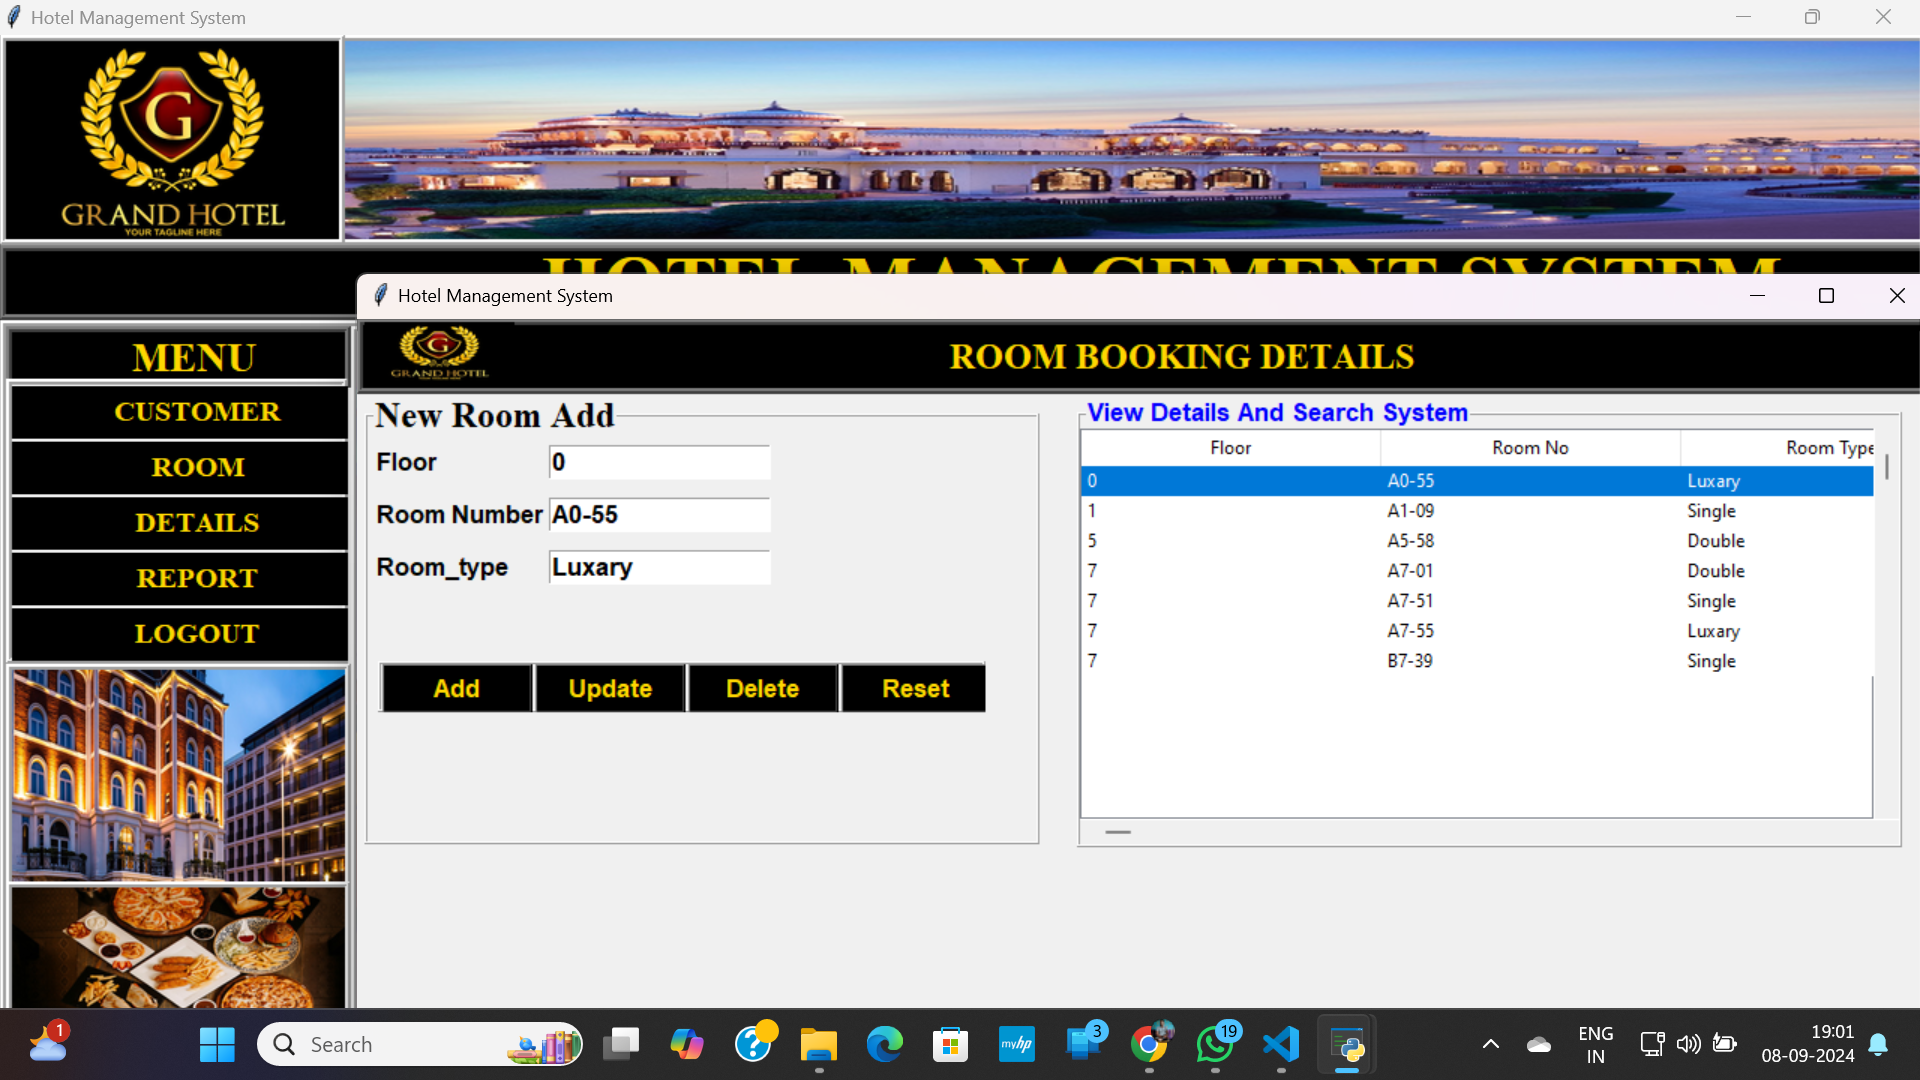 Hotel Management System
G
GRAND HOTEL
YOUR TAGLINE HERE
HOTEL MANAGEMENT SYSTEM
Hotel Management System
G
GRAND HOTEL
ROOM BOOKING DETAILS
MENU
CUSTOMER
ROOM
DETAILS
REPORT
LOGOUT
New Room Add
Floor 0
Room Number A0-55
Room_type Luxary
Add Update Delete Reset
View Details And Search System
Floor Room No Room Type
0 A0-55 Luxary
1 A1-09 Single
5 A5-58 Double
7 A7-01 Double
7 A7-51 Single
7 A7-55 Luxary
7 B7-39 Single
1
Search
myhp
3
19
ENG
IN
19:01
08-09-2024